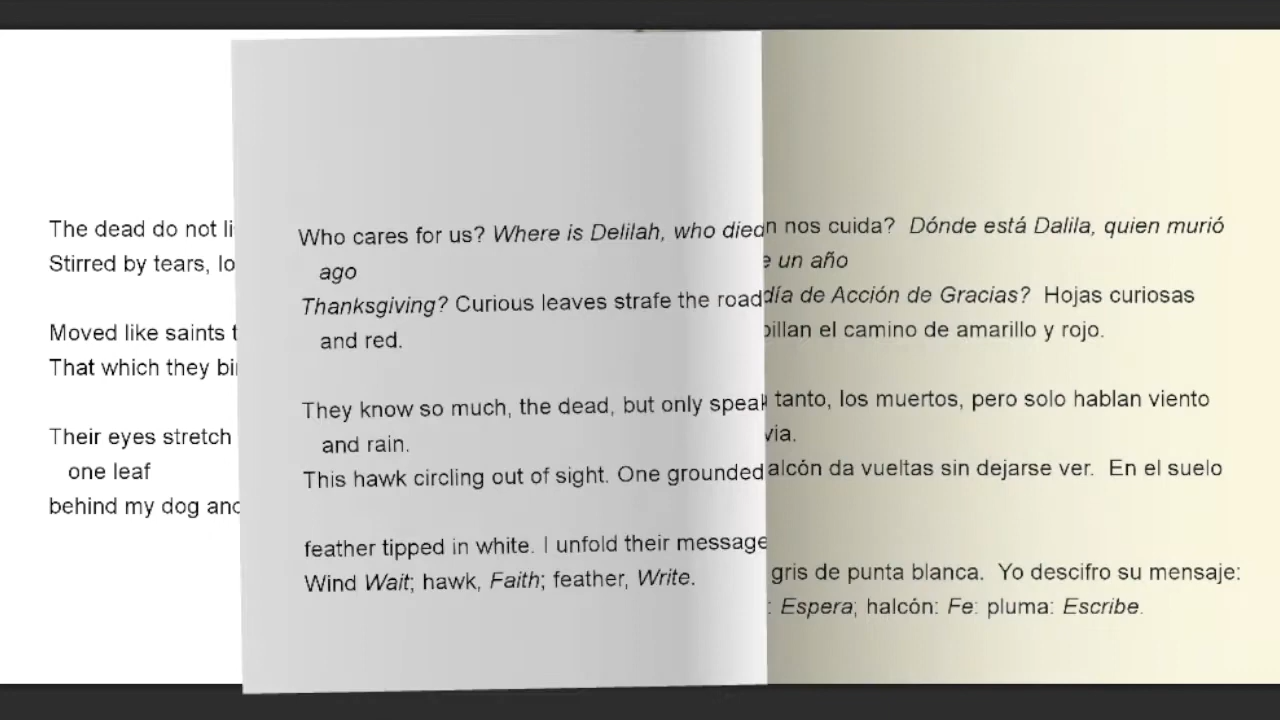 The dead do not
Stirred by tears,
Moved like saints
That which they
Their eyes stretch
one leaf
behind my dog
Who cares for us? Where is Delilah, who died
ago
Thanksgiving? Curious leaves strafe the road
and red.
They know so much, the dead, but only speak
and rain.
This hawk circling out of sight. One grounded
feather tipped in white. I unfold their message
Wind Wait; hawk, Faith; feather, Write.
nos cuida? Dónde está Dalila, quien murió
un año
día de Acción de Gracias? Hojas curiosas
el camino de amarillo y rojo.
tanto, los muertos, pero solo hablan viento
En el suelo
alcón da vueltas sin dejarse ver.
gris de punta blanca. Yo descifro su mensaje:
: Espera; halcón: Fe: pluma: Escribe.